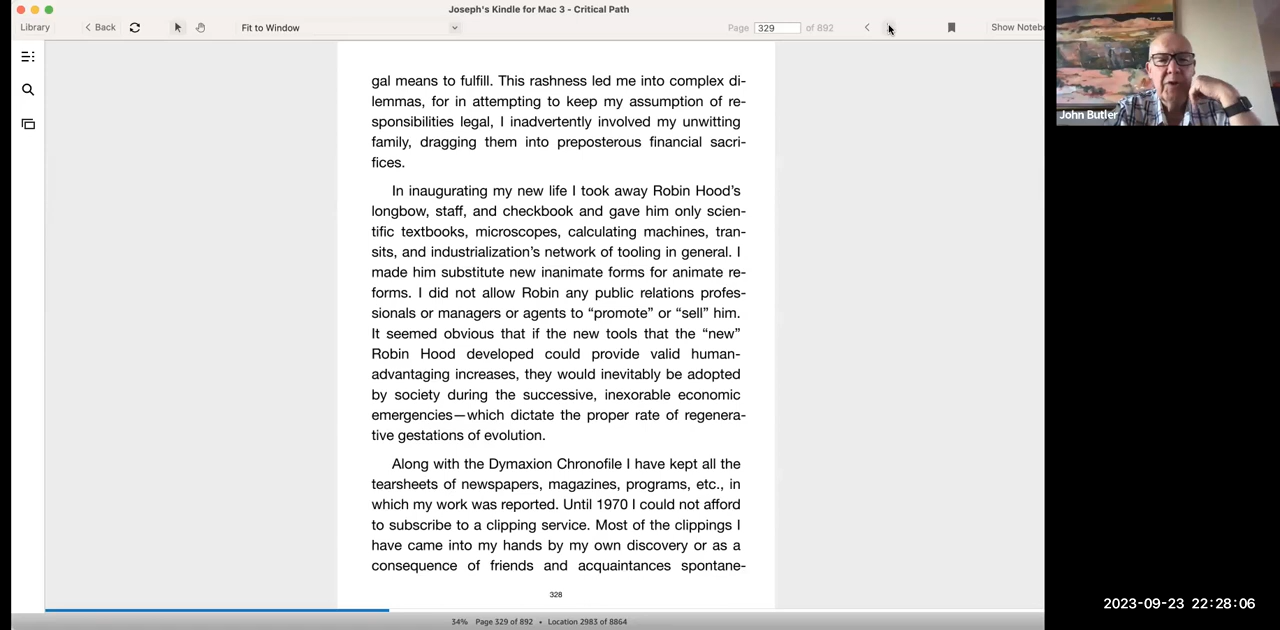 Joseph's Kindle for Mac 3 - Critical Path
Library
Back
Fit to Window
Page 329 of 892
Show Notebo
gal means to fulfill. This rashness led me into complex di-
lemmas, for in attempting to keep my assumption of re-
sponsibilities legal, I inadvertently involved my unwitting
family, dragging them into preposterous financial sacri-
fices.
In inaugurating my new life I took away Robin Hood's
longbow, staff, and checkbook and gave him only scien-
tific textbooks, microscopes, calculating machines, tran-
sits, and industrialization's network of tooling in general. I
made him substitute new inanimate forms for animate re-
forms. I did not allow Robin any public relations profes-
sionals or managers or agents to “promote” or “sell” him.
It seemed obvious that if the new tools that the “new”
Robin Hood developed could provide valid human-
advantaging increases, they would inevitably be adopted
by society during the successive, inexorable economic
emergencies—which dictate the proper rate of regenera-
tive gestations of evolution.
Along with the Dymaxion Chronofile I have kept all the
tearsheets of newspapers, magazines, programs, etc., in
which my work was reported. Until 1970 I could not afford
to subscribe to a clipping service. Most of the clippings I
have came into my hands by my own discovery or as a
consequence of friends and acquaintances spontane-
328
34% Page 329 of 892 • Location 2983 of 8864
John Butler
2023-09-23 22:28:06